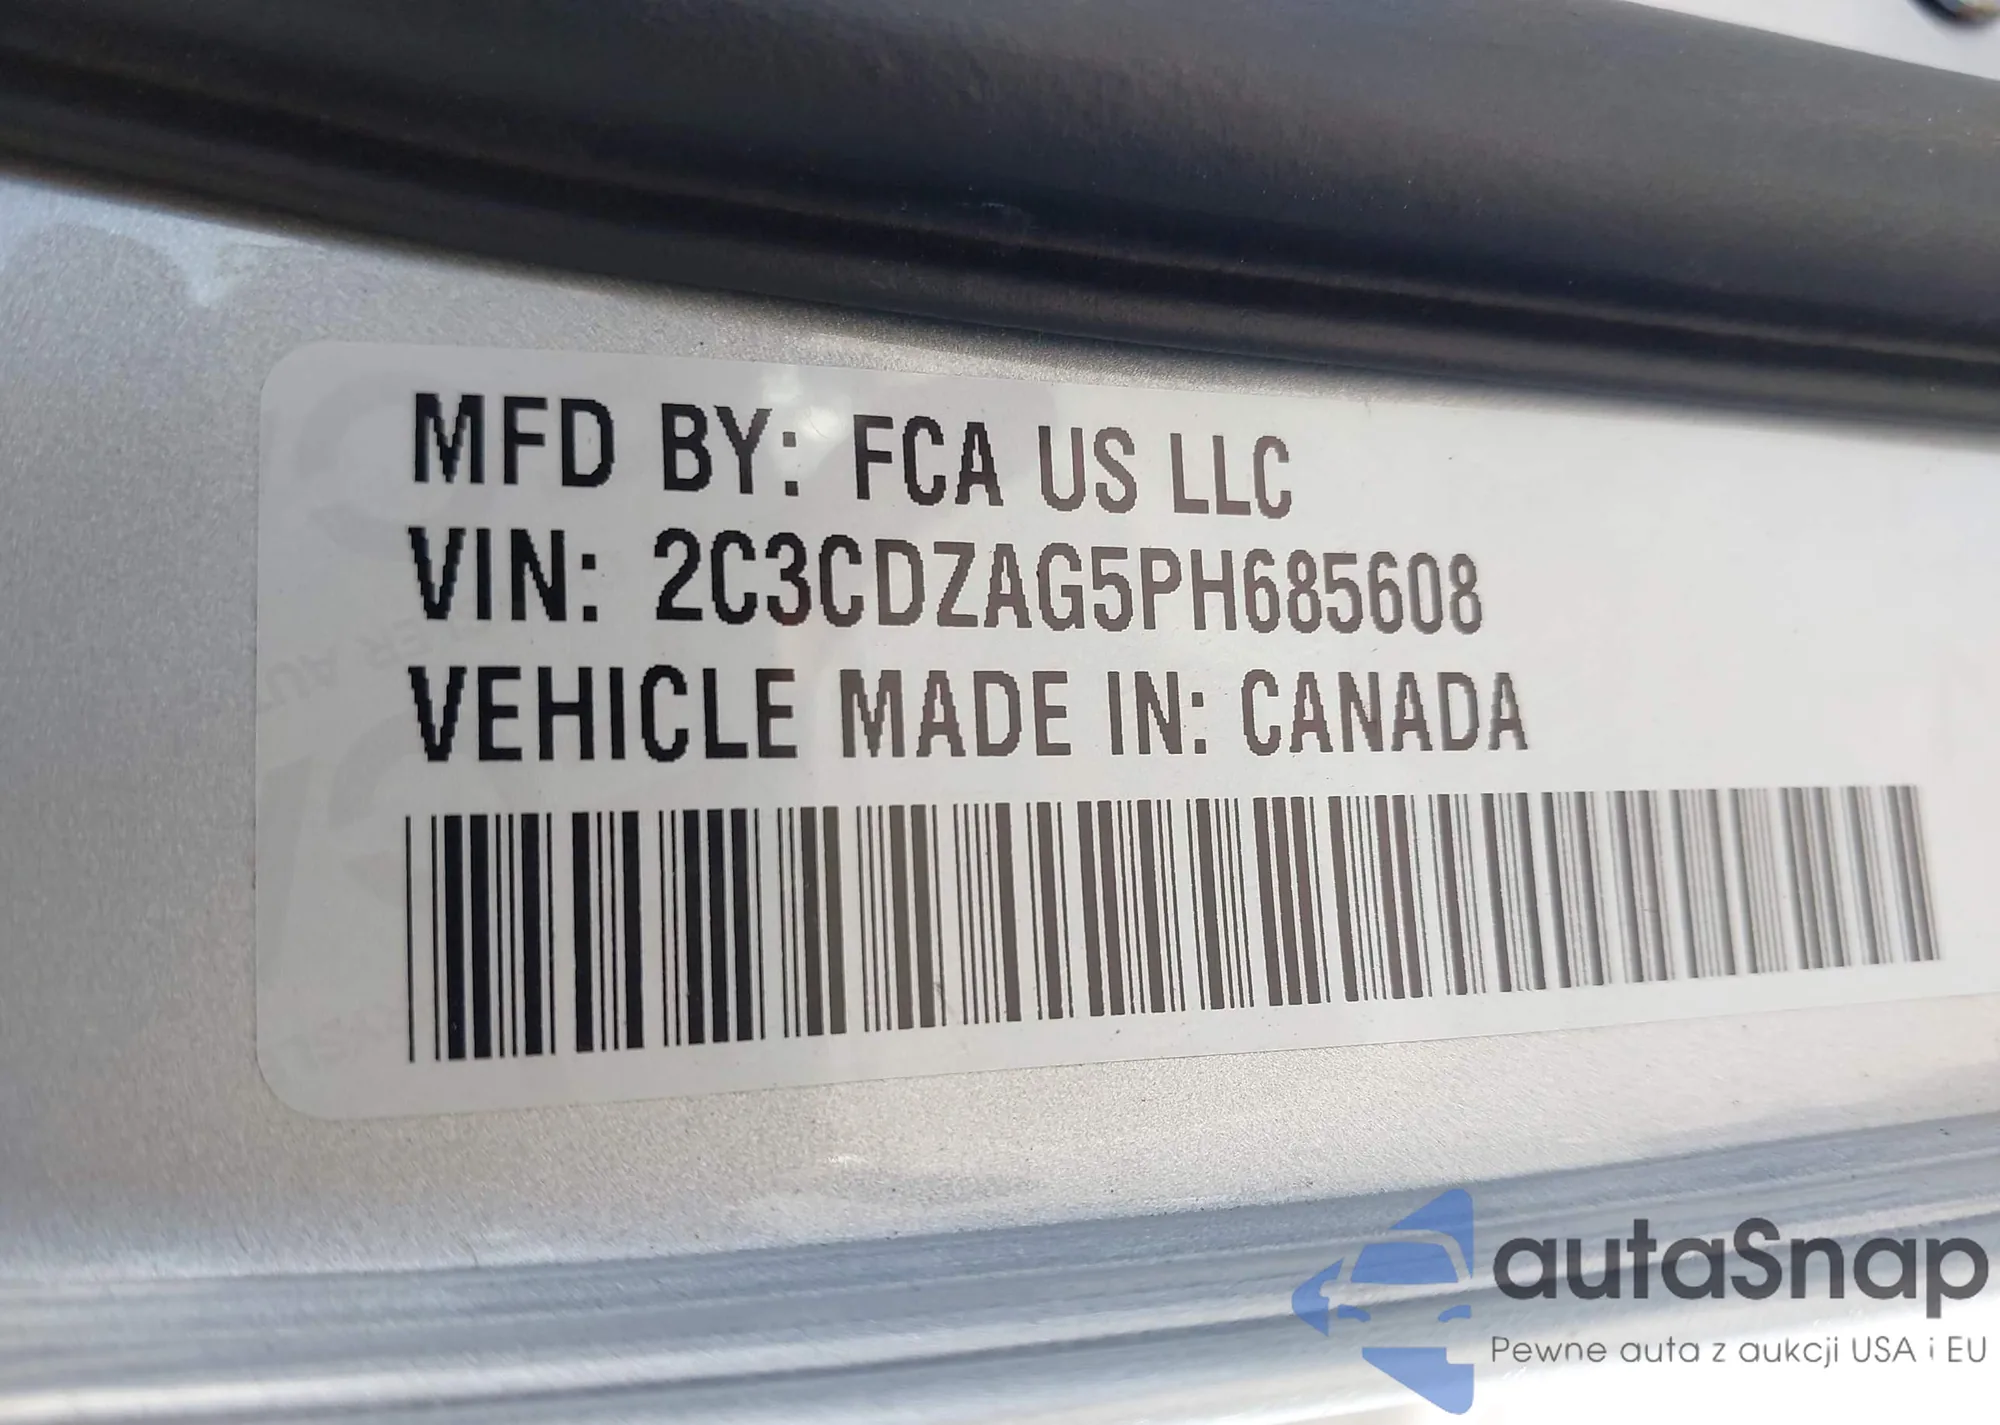 MFD BY: FCA US LLC
VIN: 2C3CDZAG5PH685608
VEHICLE MADE IN: CANADA
autaSnap
Pewne auta z aukcji USA i EU